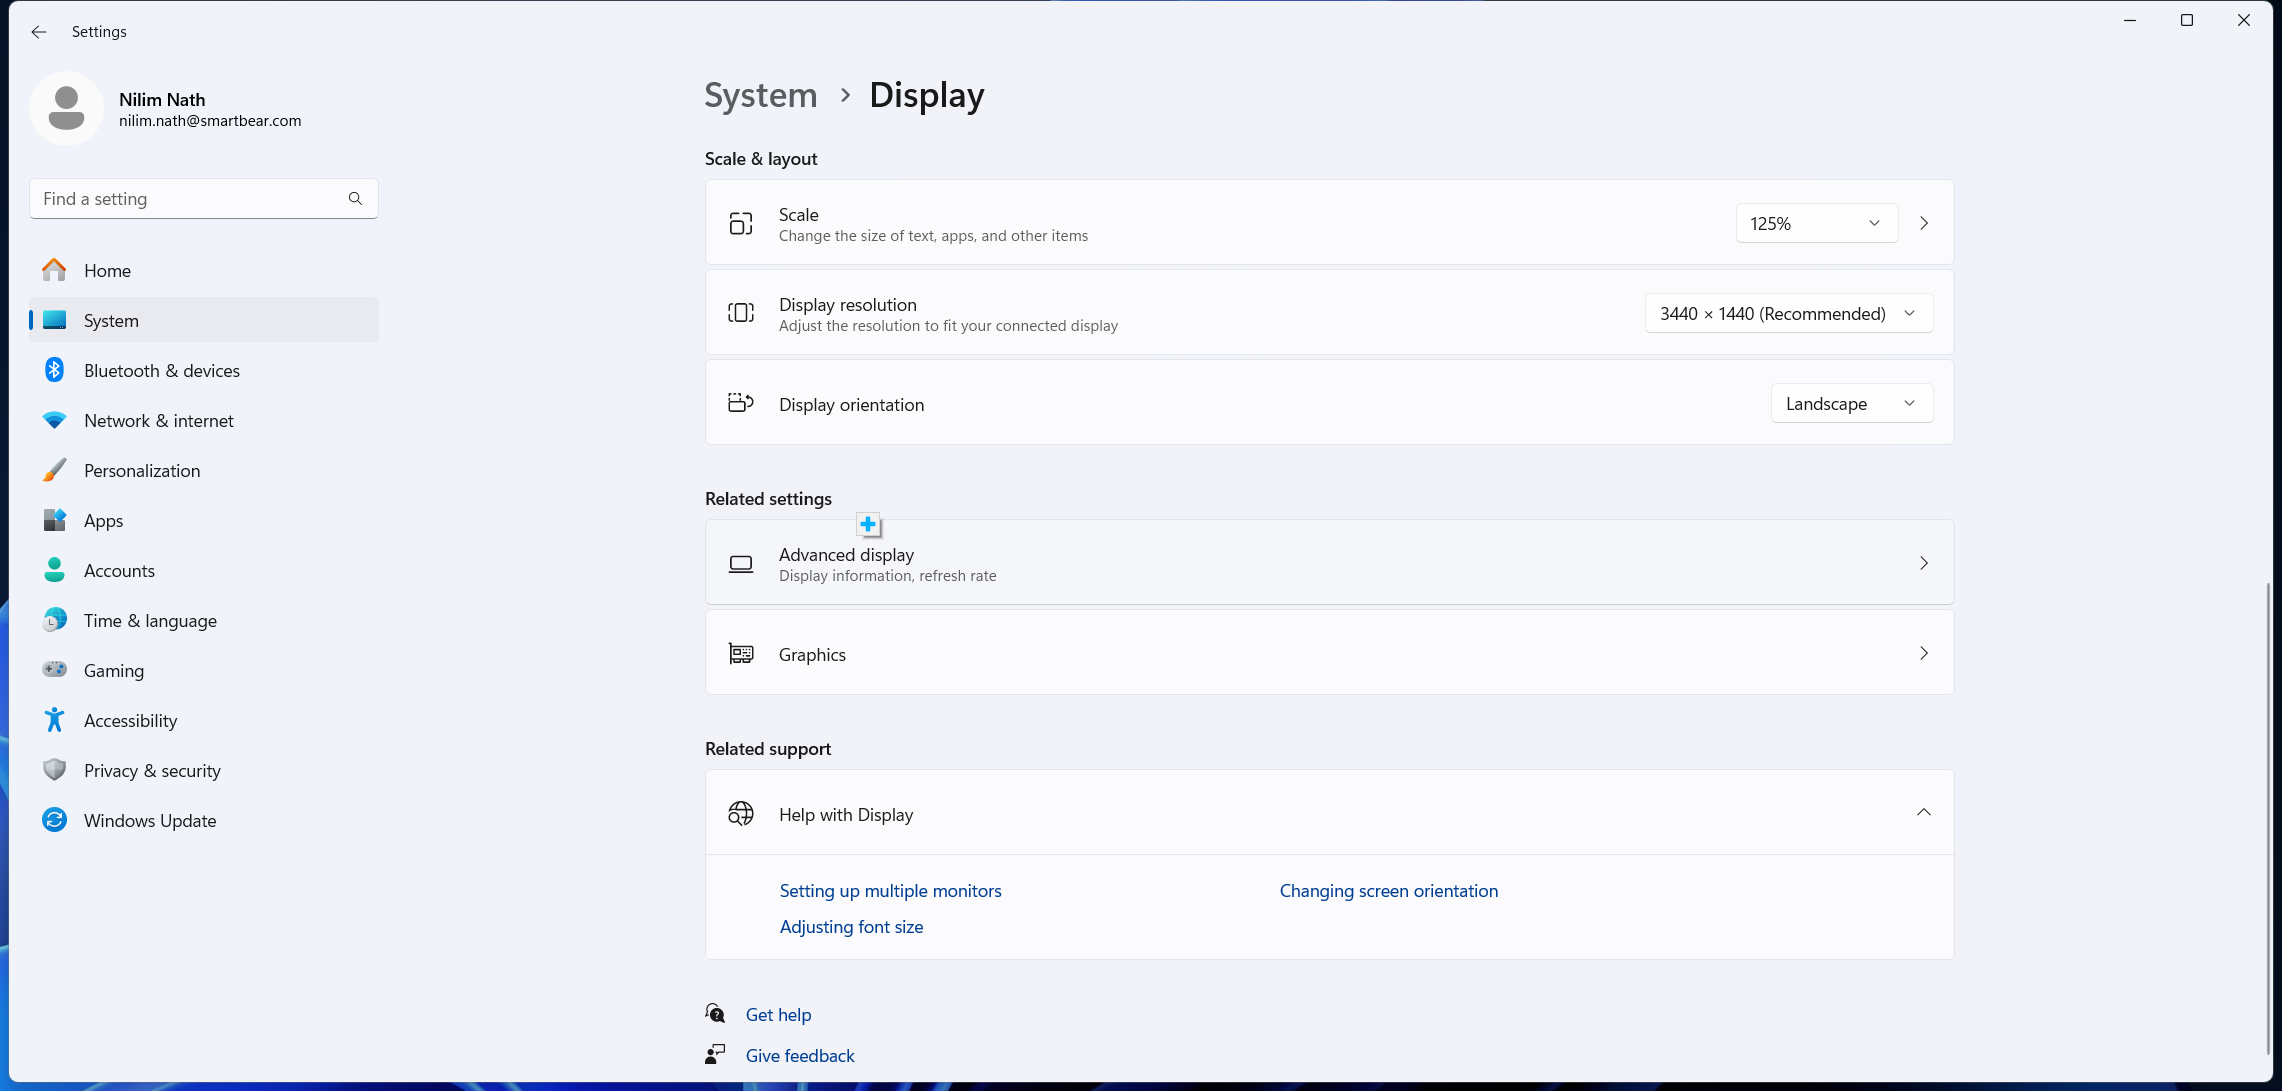 Settings
Nilim Nath
nilim.nath@smartbear.com
Find a setting
Home
System
Bluetooth & devices
Network & internet
Personalization
Apps
Accounts
Time & language
Gaming
Accessibility
Privacy & security
Windows Update
System > Display
Scale & layout
Scale
Change the size of text, apps, and other items
125%
Display resolution
Adjust the resolution to fit your connected display
3440 × 1440 (Recommended)
Display orientation
Landscape
Related settings
Advanced display
Display information, refresh rate
Graphics
Related support
Help with Display
Setting up multiple monitors
Changing screen orientation
Adjusting font size
Get help
Give feedback